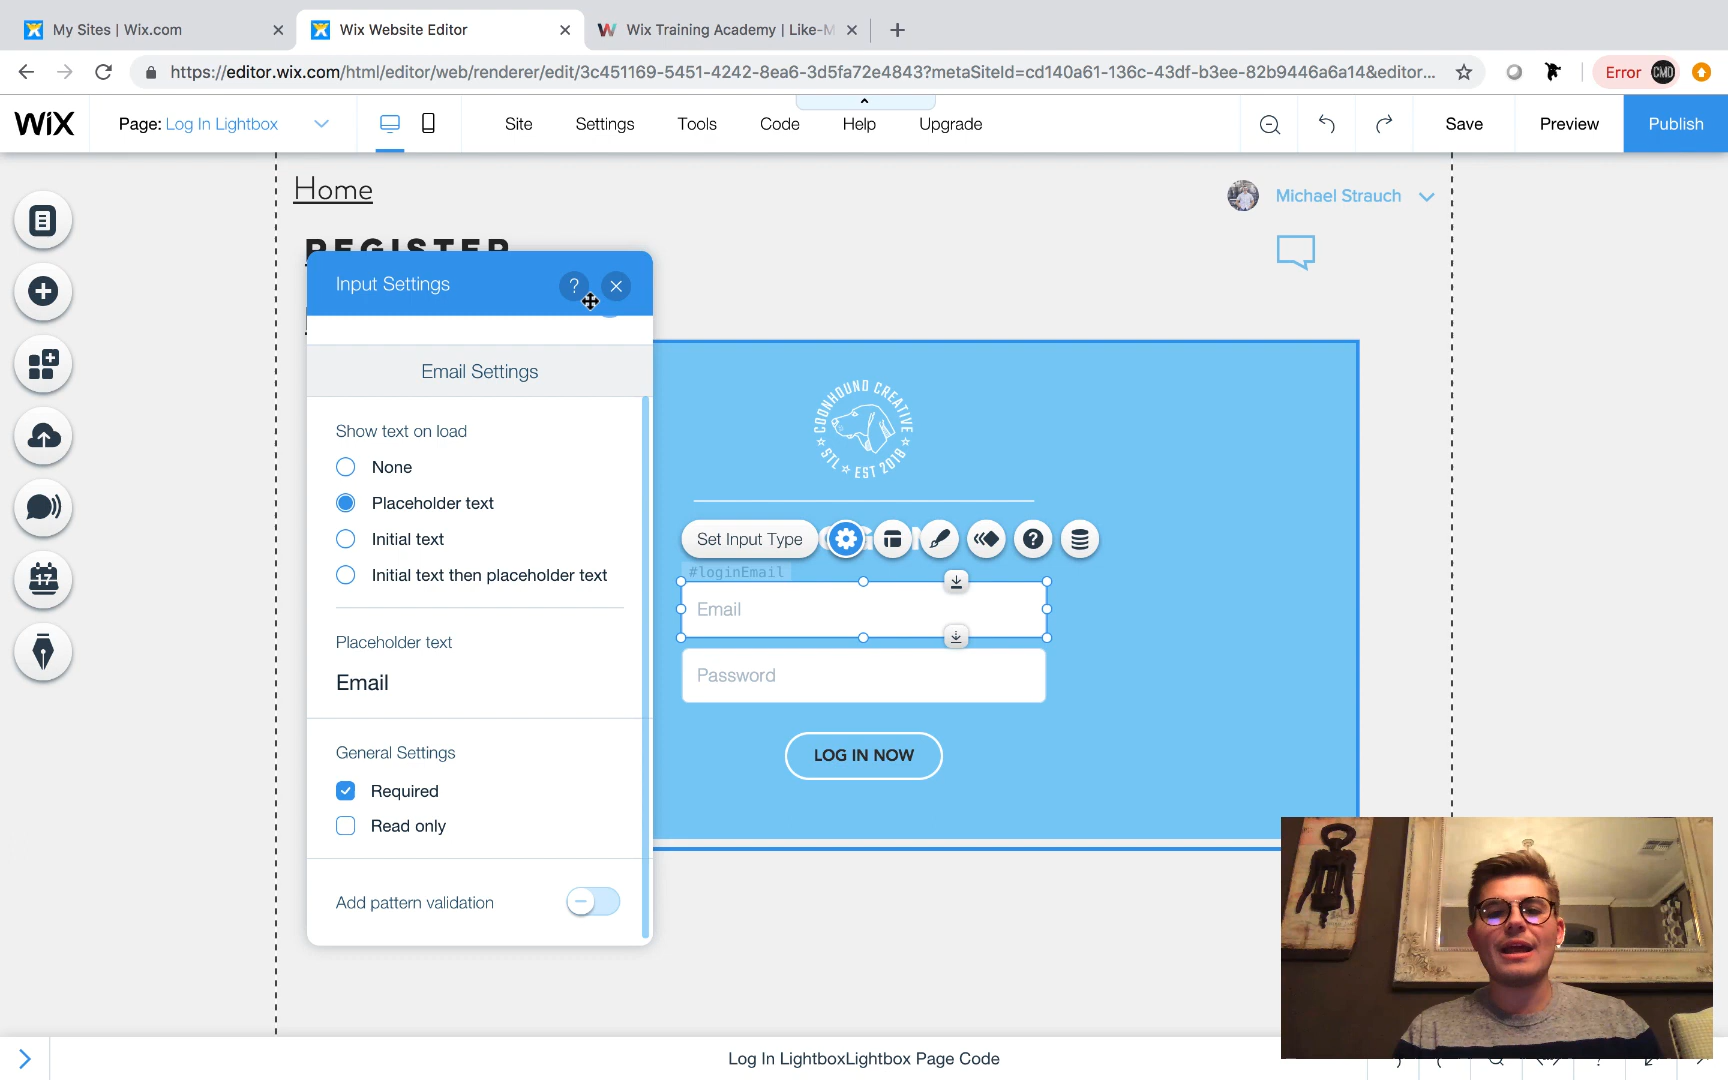 My Sites | Wix.com
Wix Website Editor
Wix Training Academy | Like-M
https://editor.wix.com/html/editor/web/renderer/edit/3c451169-5451-4242-8ea6-3d5fa72e4843?metaSiteId=cd140a61-136c-43df-b3ee-82b9446a6a14&editor...
Error
CMD
WIX
Page: Log In Lightbox
Site
Settings
Tools
Code
Help
Upgrade
Save
Preview
Publish
Home
Michael Strauch
REGISTER
Input Settings
?
Email Settings
Show text on load
None
Placeholder text
Initial text
Initial text then placeholder text
Placeholder text
Email
General Settings
Required
Read only
Add pattern validation
COONHOUND CREATIVE
STL ★ EST 2018
Set Input Type
#loginEmail
Email
Password
LOG IN NOW
17
Log In LightboxLightbox Page Code